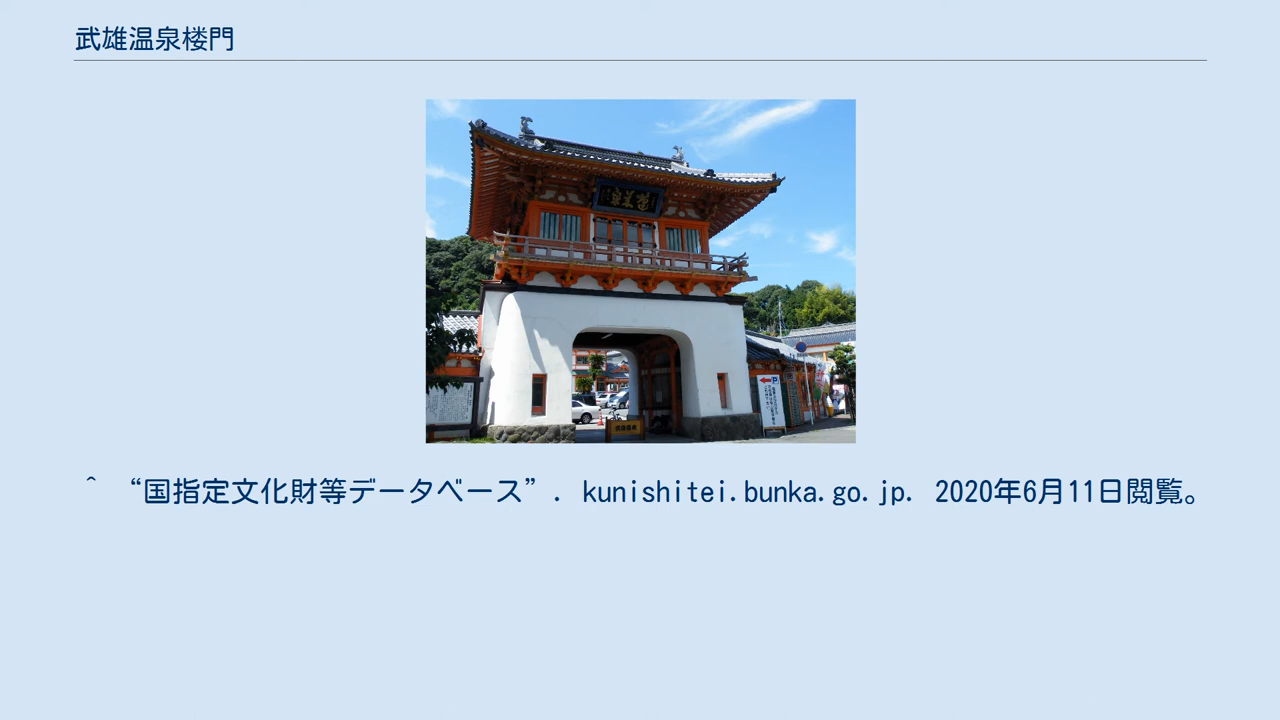 武雄温泉楼門
^ “国指定文化財等データベース”. kunishitei.bunka.go.jp. 2020年6月11日閲覧。